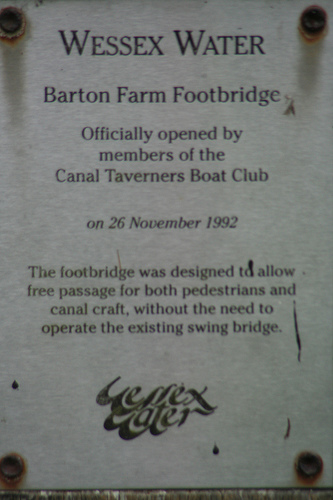 WESSEX WATER
Barton Farm Footbridge
Officially opened by
members of the
Canal Taverners Boat Club
on 26 November 1992
The footbridge was designed to allow
free passage for both pedestrians and
canal craft, without the need to
operate the existing swing bridge.
Wessex
Water